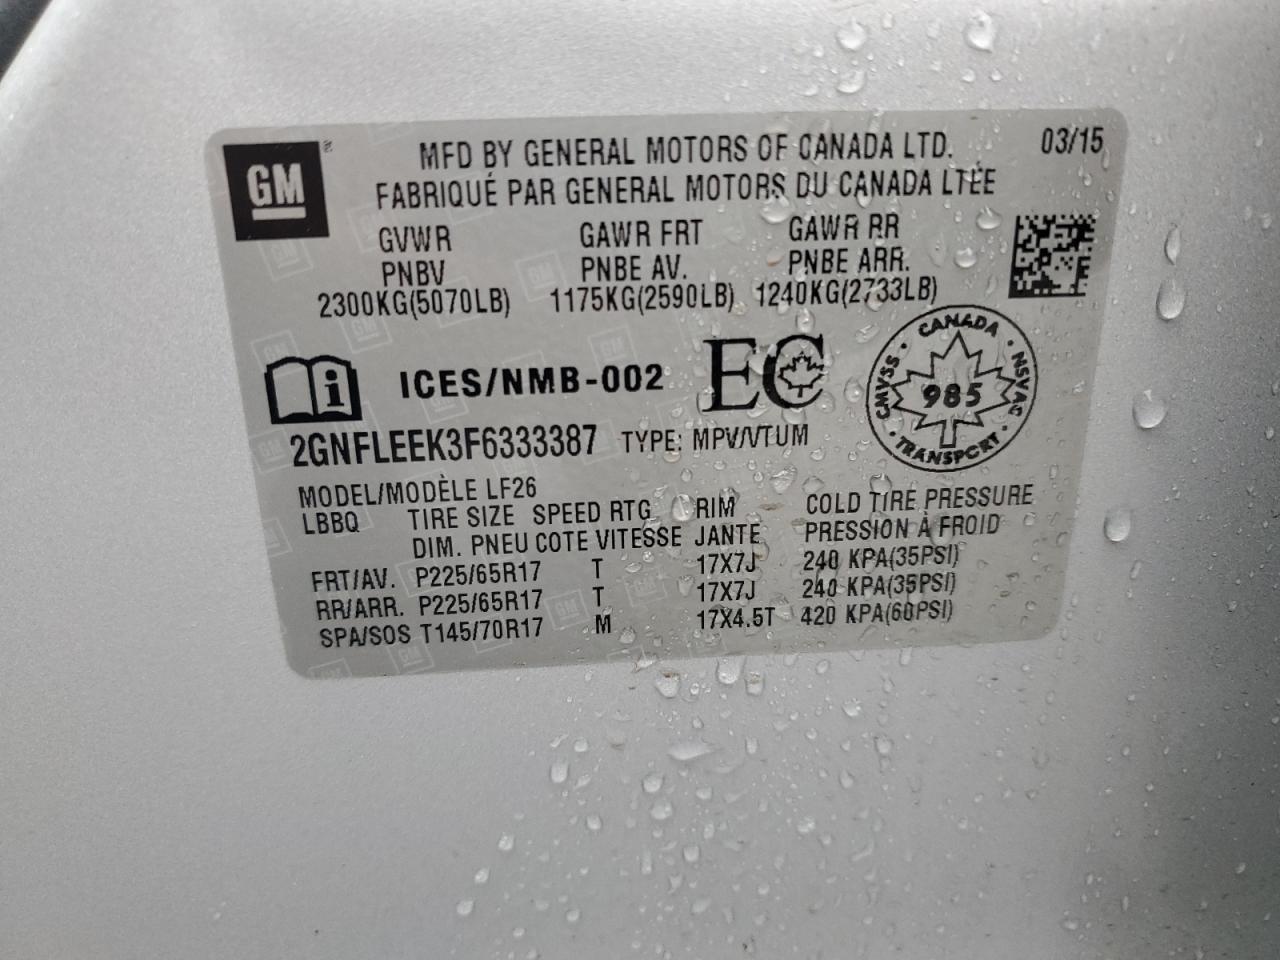 GM
MFD BY GENERAL MOTORS OF CANADA LTD. 03/15
FABRIQUÉ PAR GENERAL MOTORS DU CANADA LTÉE
GVWR GAWR FRT GAWR RR
PNBV PNBE AV. PNBE ARR.
2300KG(5070LB) 1175KG(2590LB) 1240KG(2733LB)
i ICES/NMB-002 EC
CANADA
CMVSS · 985 · NSVAC
TRANSPORT
2GNFLEEK3F6333387 TYPE: MPV/VTUM
MODEL/MODÈLE LF26
LBBQ TIRE SIZE SPEED RTG RIM COLD TIRE PRESSURE
DIM. PNEU COTE VITESSE JANTE PRESSION À FROID
FRT/AV. P225/65R17 T 17X7J 240 KPA(35PSI)
RR/ARR. P225/65R17 T 17X7J 240 KPA(35PSI)
SPA/SOS T145/70R17 M 17X4.5T 420 KPA(60PSI)